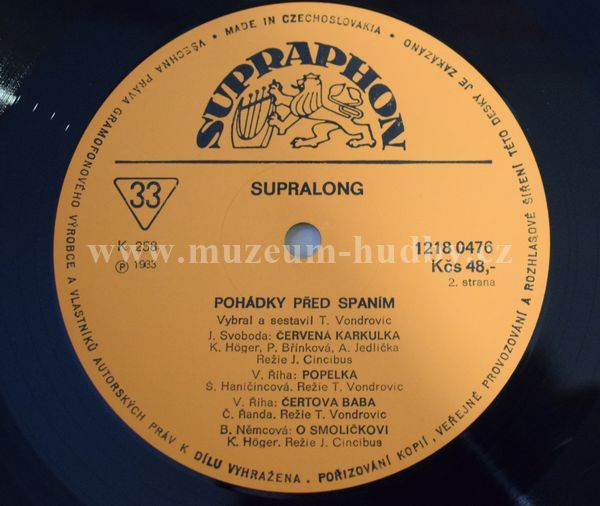 MADE IN CZECHOSLOVAKIA • VŠECHNA PRÁVA GRAMOFONOVÉHO VÝROBCE A VLASTNÍKŮ AUTORSKÝCH PRÁV K DÍLU VYHRAŽENA. POŘIZOVÁNÍ KOPIÍ, VEŘEJNÉ PROVOZOVÁNÍ A ROZHLASOVÉ ŠÍŘENÍ TÉTO DESKY JE ZAKÁZÁNO •
SUPRAPHON
33
SUPRALONG
K 258
1218 0476
www.muzeum-hudby.cz
Ⓟ 1983
Kčs 48,-
2. strana
POHÁDKY PŘED SPANÍM
Vybral a sestavil T. Vondrovic
J. Svoboda: ČERVENÁ KARKULKA
K. Höger, P. Břínková, A. Jedlička
Režie J. Cincibus
V. Říha: POPELKA
Š. Haničincová. Režie T. Vondrovic
V. Říha: ČERTOVA BABA
Č. Řanda. Režie T. Vondrovic
B. Němcová: O SMOLÍČKOVI
K. Höger. Režie J. Cincibus